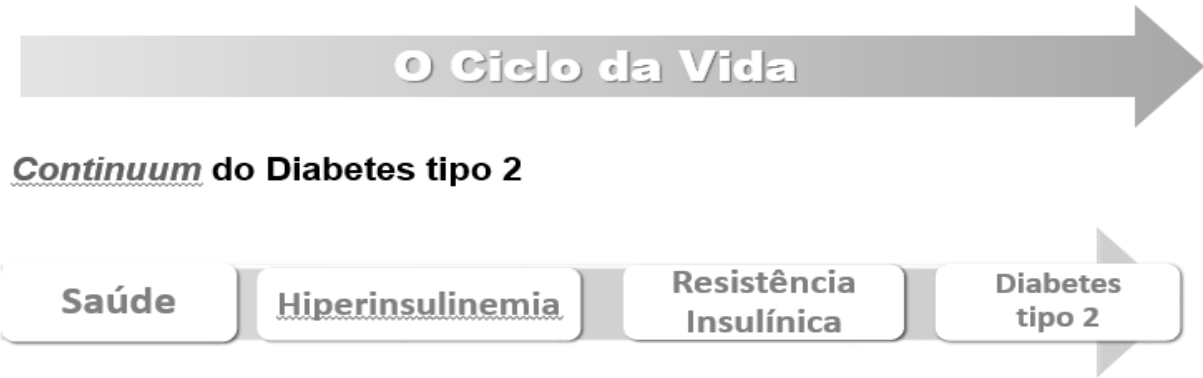 O Ciclo da Vida
Continuum do Diabetes tipo 2
Saúde
Hiperinsulinemia
Resistência
Insulínica
Diabetes
tipo 2